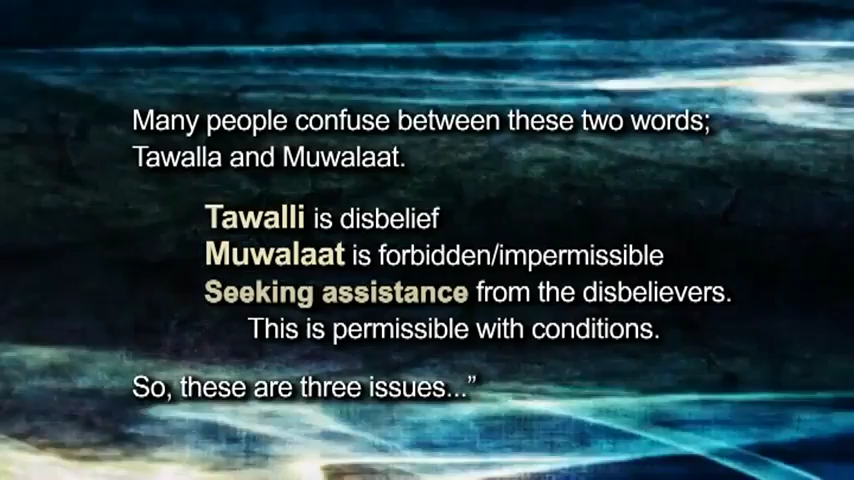 Many people confuse between these two words;
Tawalla and Muwalaat.
Tawalli is disbelief
Muwalaat is forbidden/impermissible
Seeking assistance from the disbelievers.
This is permissible with conditions.
So, these are three issues...”